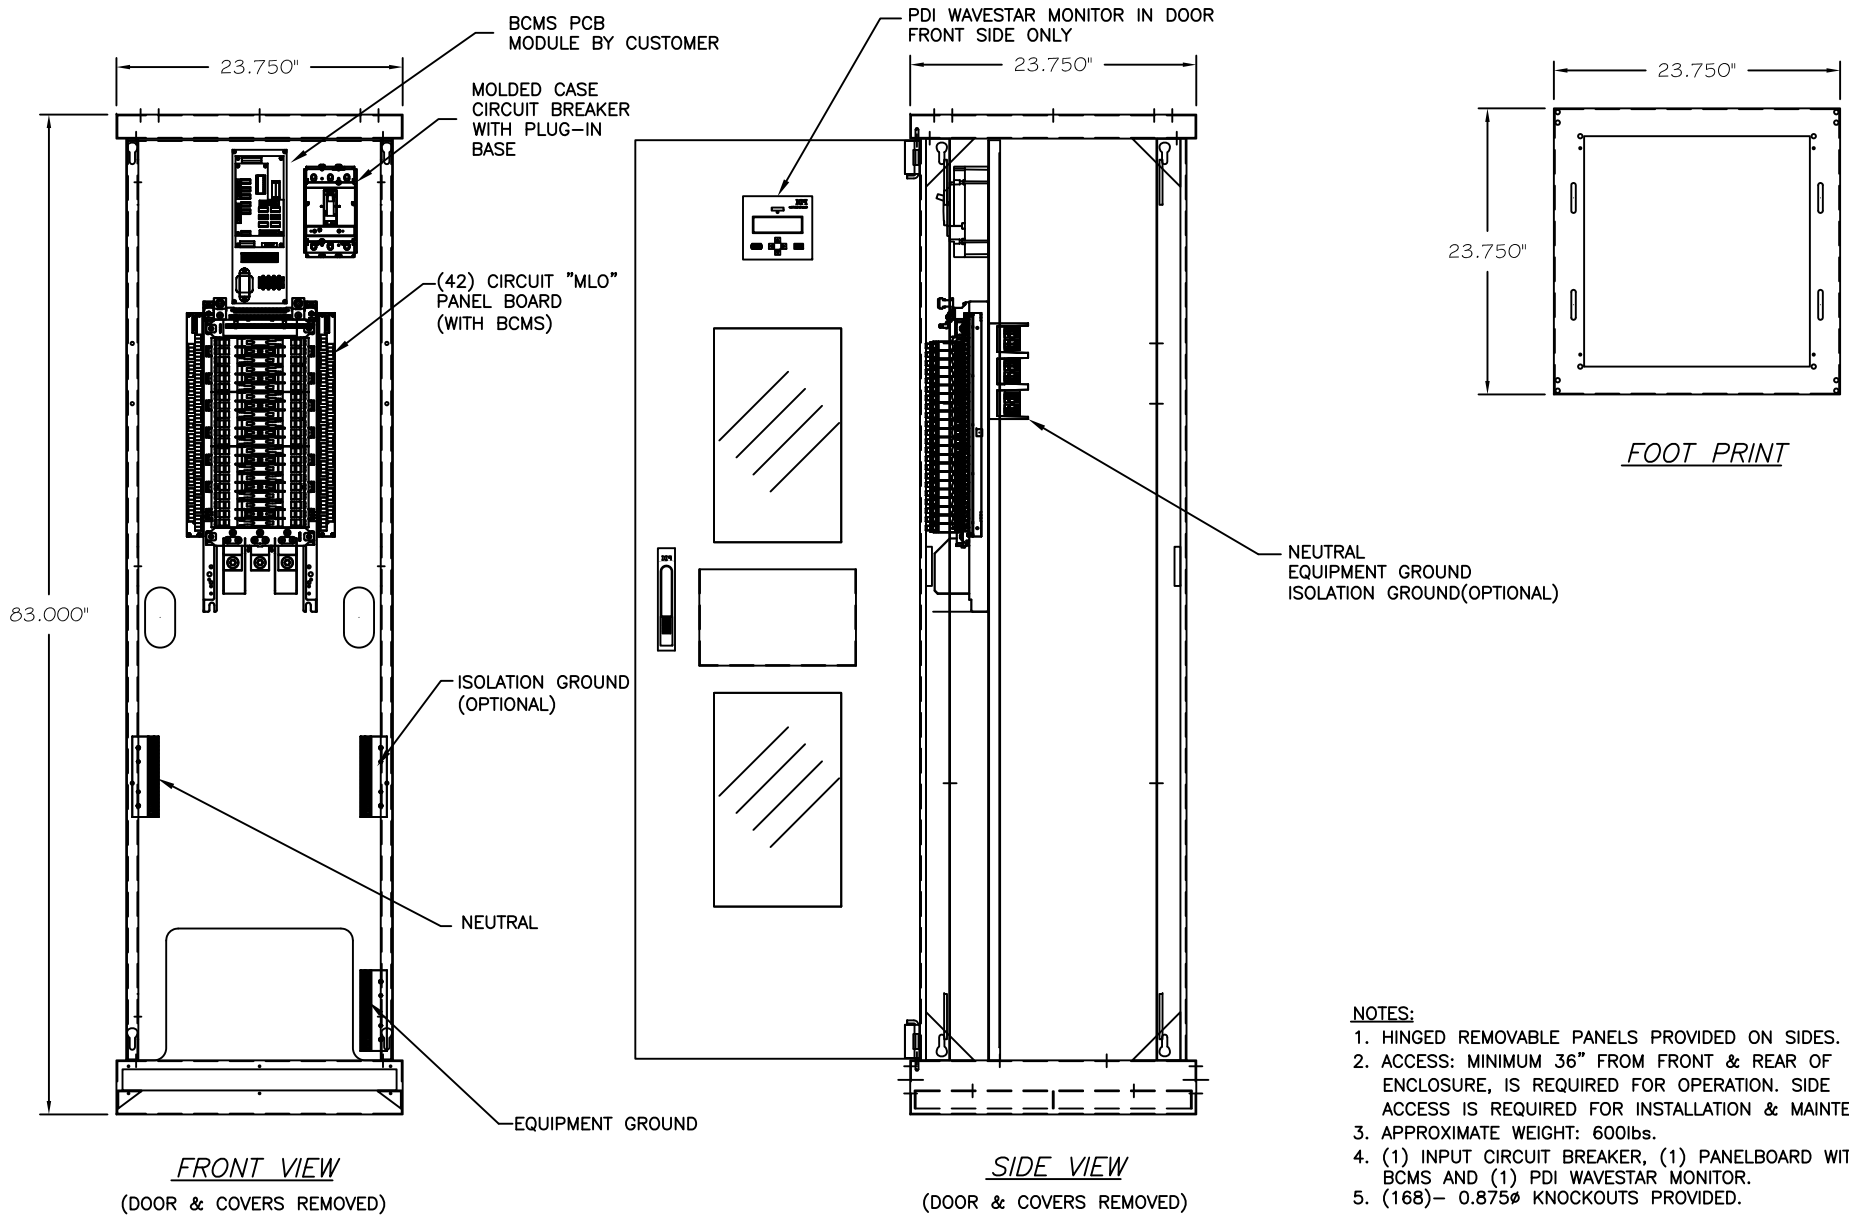 BCMS PCB
MODULE BY CUSTOMER
23.750"
MOLDED CASE
CIRCUIT BREAKER
WITH PLUG-IN
BASE
(42) CIRCUIT "MLO"
PANEL BOARD
(WITH BCMS)
83.000"
ISOLATION GROUND
(OPTIONAL)
NEUTRAL
EQUIPMENT GROUND
FRONT VIEW
(DOOR & COVERS REMOVED)
PDI WAVESTAR MONITOR IN DOOR
FRONT SIDE ONLY
23.750"
NEUTRAL
EQUIPMENT GROUND
ISOLATION GROUND(OPTIONAL)
SIDE VIEW
(DOOR & COVERS REMOVED)
23.750"
23.750"
FOOT PRINT
NOTES:
1. HINGED REMOVABLE PANELS PROVIDED ON SIDES.
2. ACCESS: MINIMUM 36" FROM FRONT & REAR OF
ENCLOSURE, IS REQUIRED FOR OPERATION. SIDE
ACCESS IS REQUIRED FOR INSTALLATION & MAINTE
3. APPROXIMATE WEIGHT: 600lbs.
4. (1) INPUT CIRCUIT BREAKER, (1) PANELBOARD WIT
BCMS AND (1) PDI WAVESTAR MONITOR.
5. (168)- 0.875ø KNOCKOUTS PROVIDED.